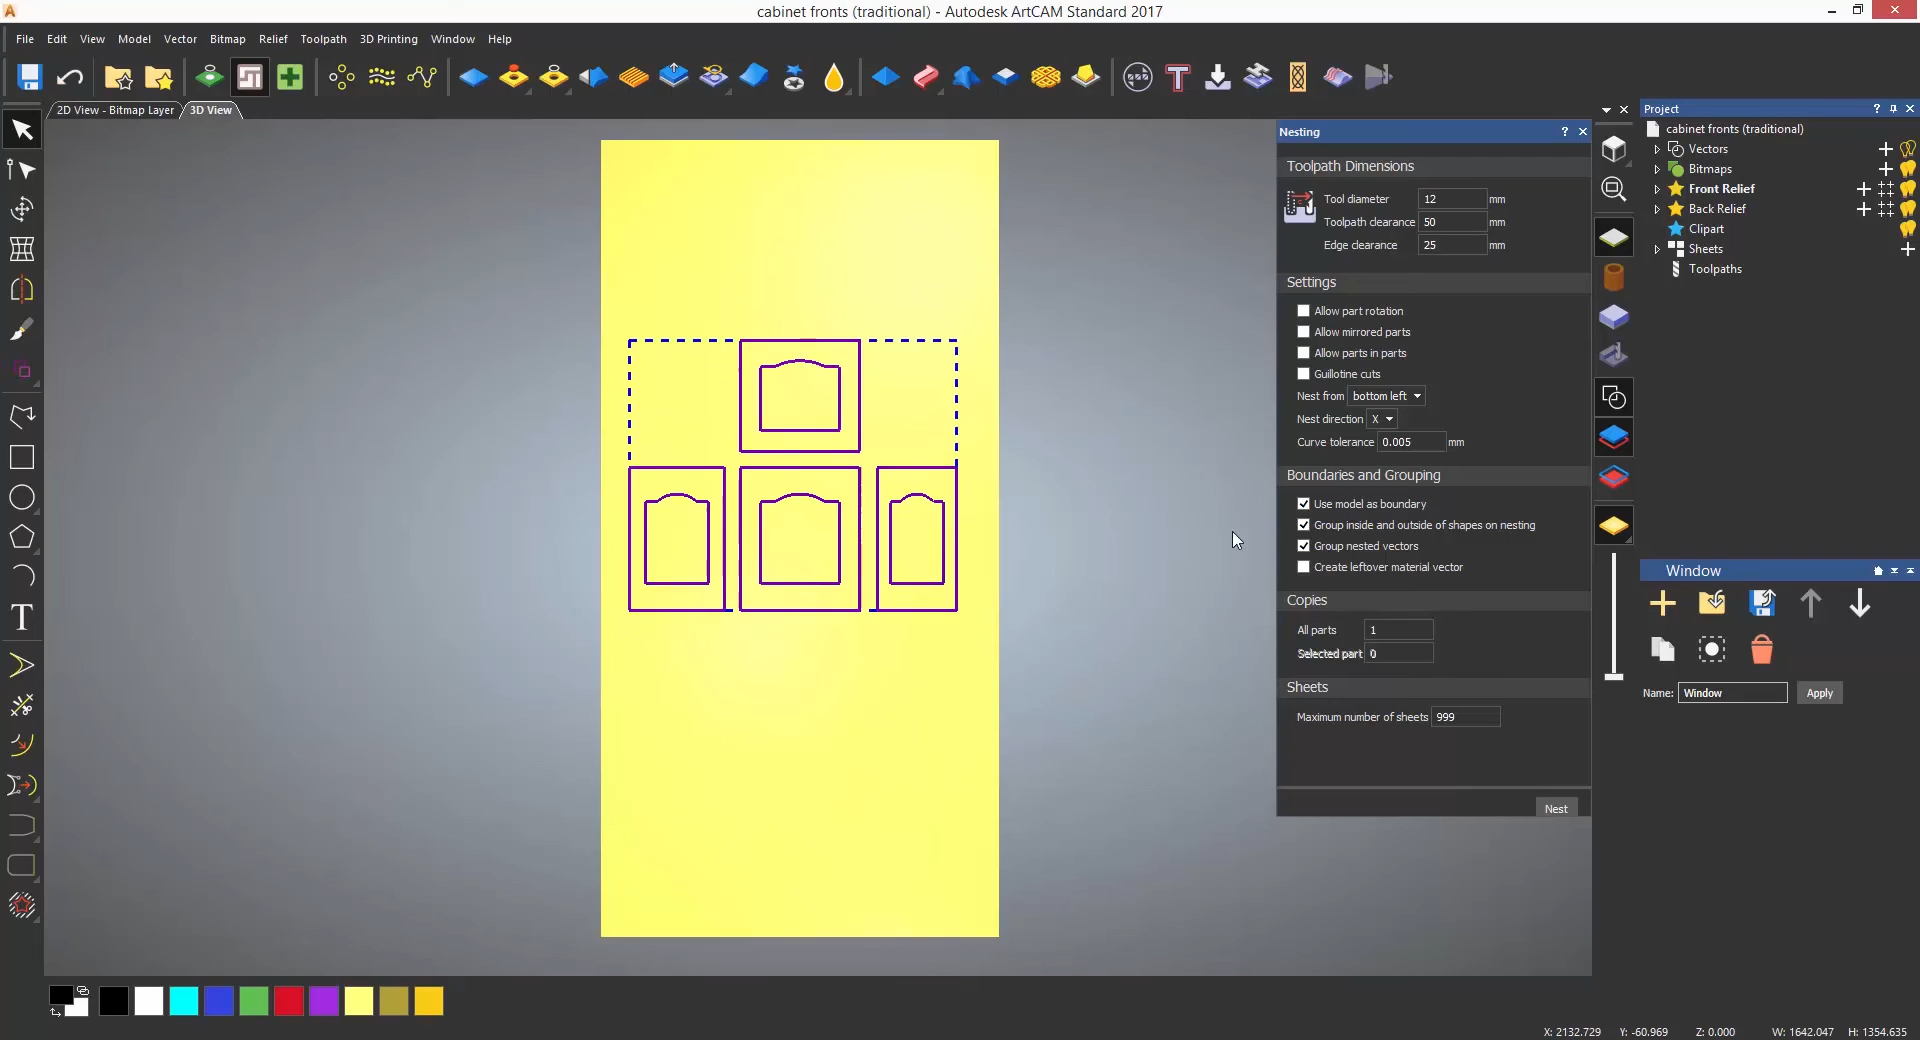 cabinet fronts (traditional) - Autodesk ArtCAM Standard 2017
File Edit View Model Vector Bitmap Relief Toolpath 3D Printing Window Help
2D View - Bitmap Layer 3D View
Nesting
Toolpath Dimensions
Tool diameter 12 mm
Toolpath clearance 50 mm
Edge clearance 25 mm
Settings
Allow part rotation
Allow mirrored parts
Allow parts in parts
Guillotine cuts
Nest from bottom left
Nest direction X
Curve tolerance 0.005 mm
Boundaries and Grouping
Use model as boundary
Group inside and outside of shapes on nesting
Group nested vectors
Create leftover material vector
Copies
All parts 1
Selected part 0
Sheets
Maximum number of sheets 999
Nest
Project
cabinet fronts (traditional)
Vectors
Bitmaps
Front Relief
Back Relief
Clipart
Sheets
Toolpaths
Window
Name: Window Apply
X: 2132.729 Y: -60.969 Z: 0.000 W: 1642.047 H: 1354.635